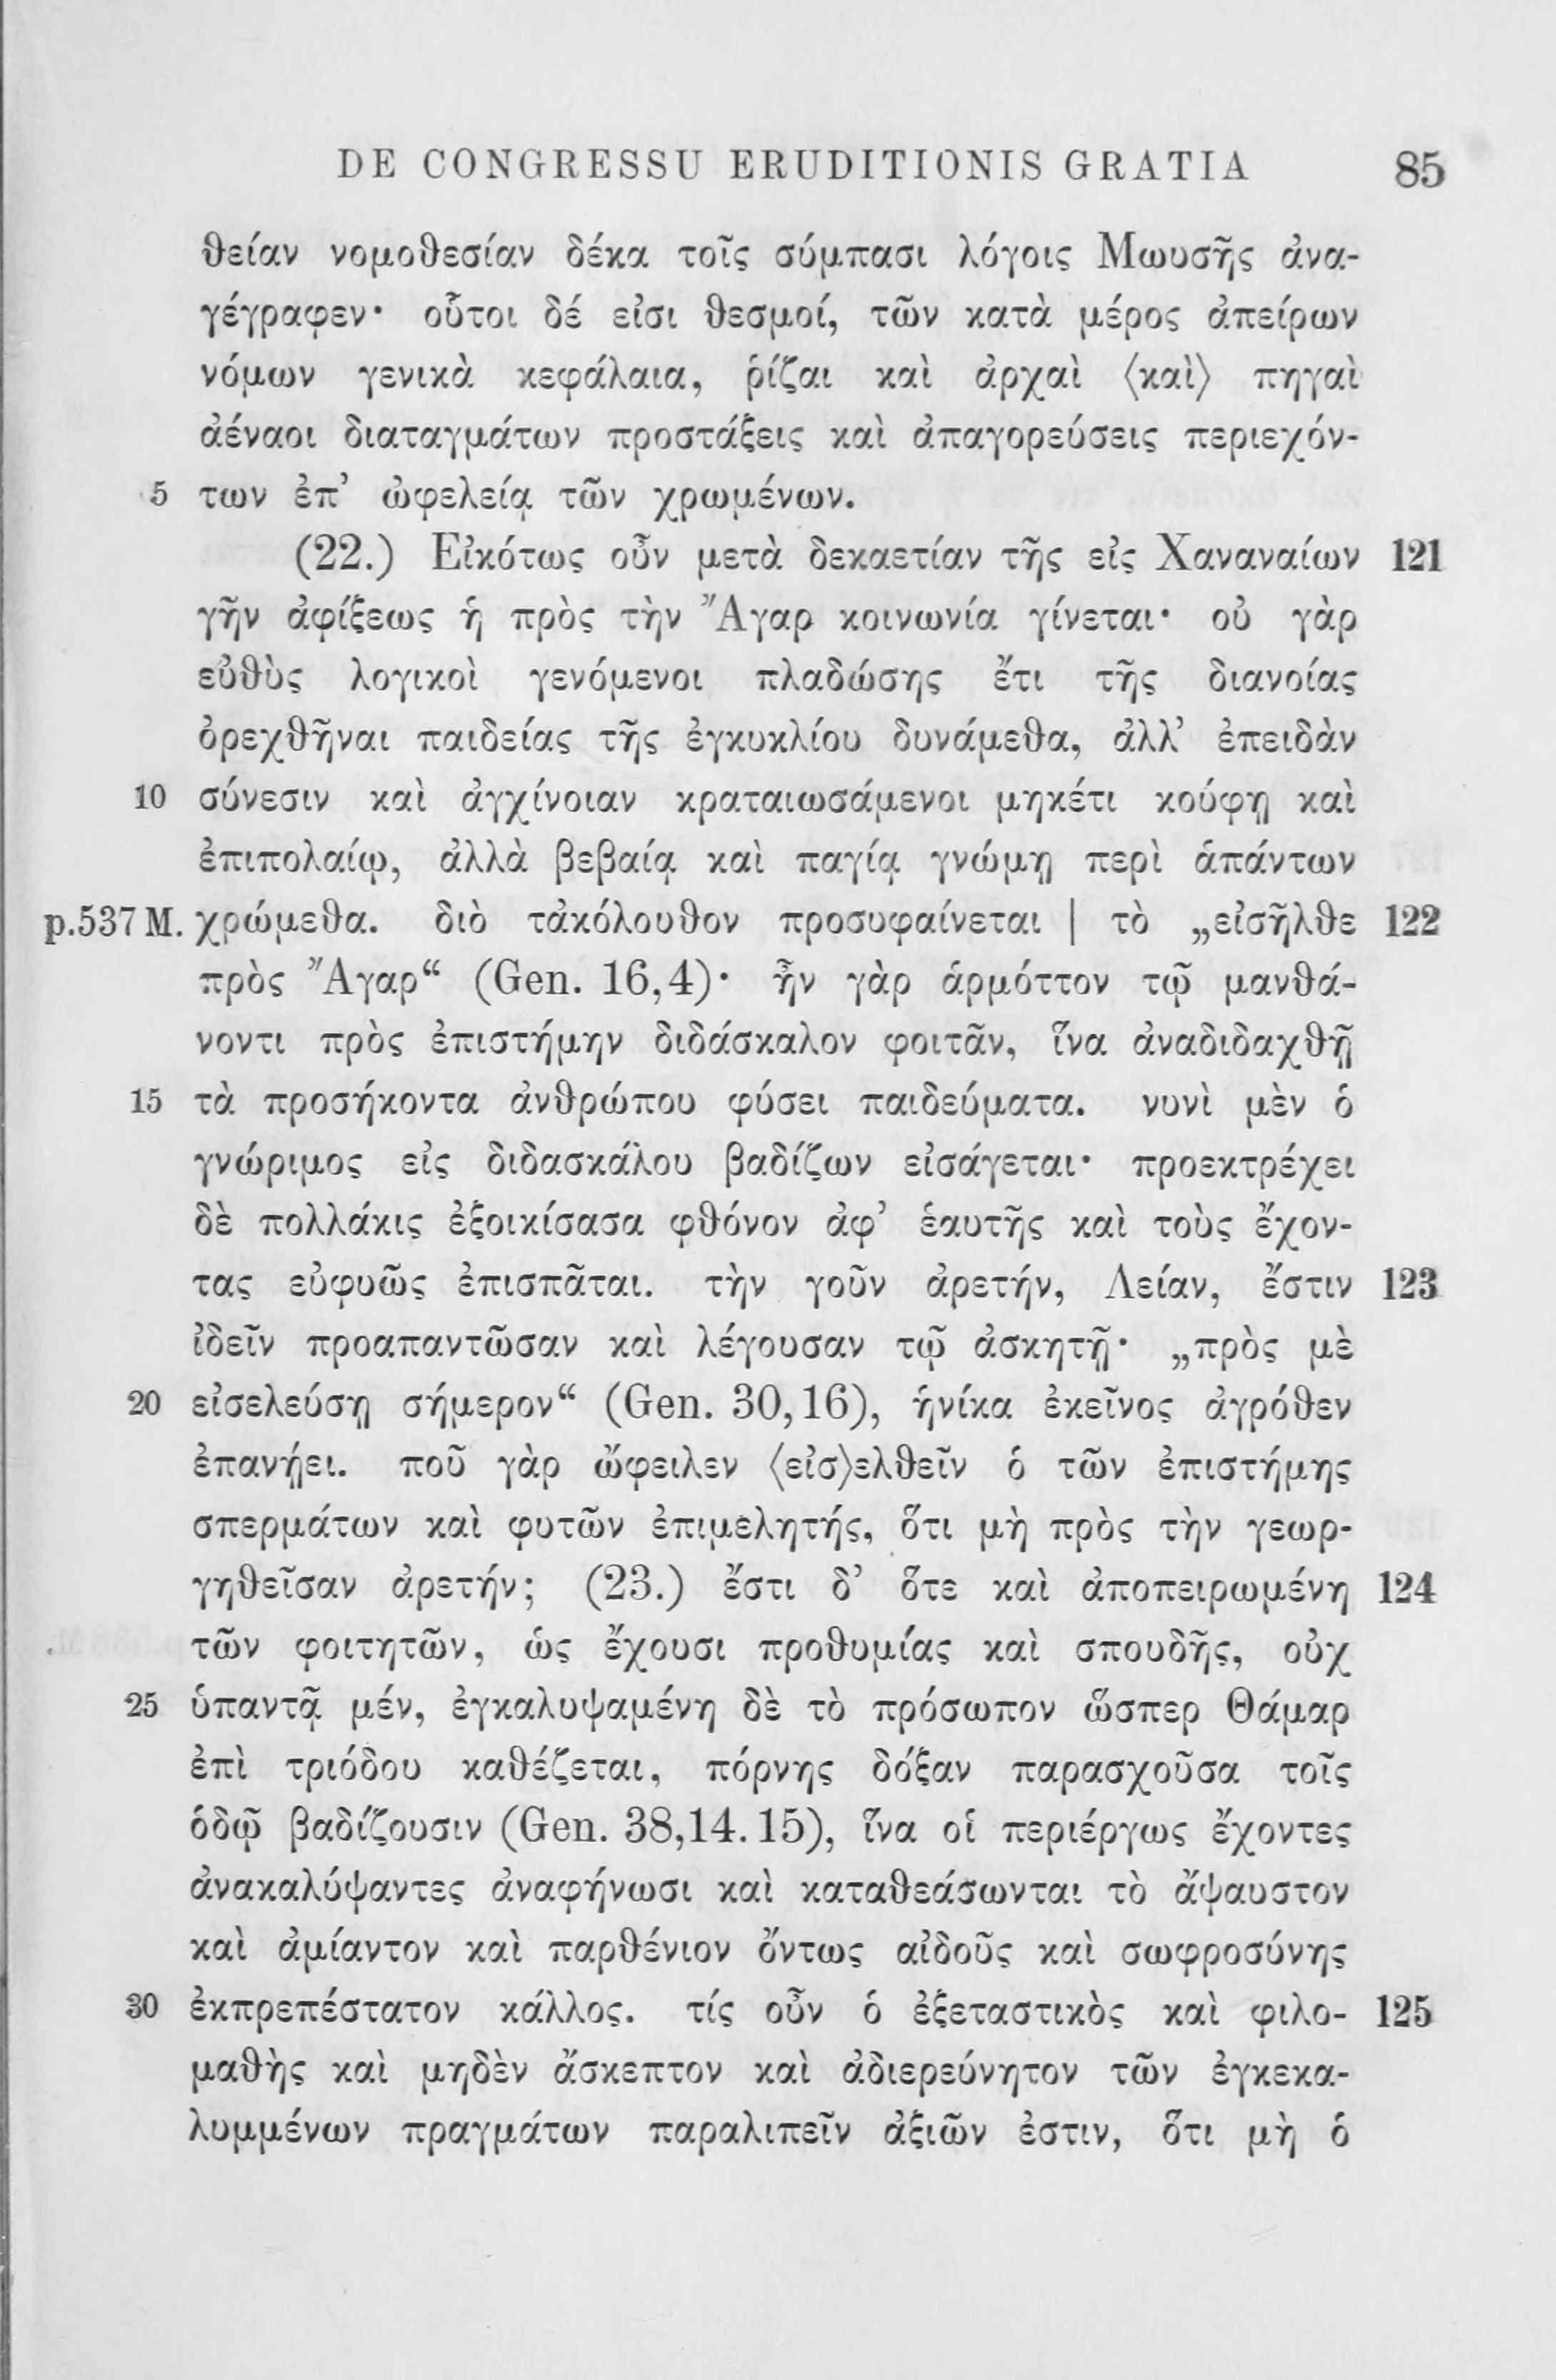 DE CONGRESSU ERUDITIONIS GRATIA 85
θείαν νομοθεσίαν δέκα τοῖς σύμπασι λόγοις Μωυσῆς ἀνα-
γέγραφεν· οὗτοι δέ εἰσι θεσμοί, τῶν κατὰ μέρος ἀπείρων
νόμων γενικὰ κεφάλαια, ῥίζαι καὶ ἀρχαὶ ⟨καὶ⟩ πηγαὶ
ἀέναοι διαταγμάτων προστάξεις καὶ ἀπαγορεύσεις περιεχόν-
5 των ἐπ’ ὠφελείᾳ τῶν χρωμένων.
(22.) Εἰκότως οὖν μετὰ δεκαετίαν τῆς εἰς Χαναναίων 121
γῆν ἀφίξεως ἡ πρὸς τὴν Ἄγαρ κοινωνία γίνεται· οὐ γὰρ
εὐθὺς λογικοὶ γενόμενοι πλαδώσης ἔτι τῆς διανοίας
ὀρεχθῆναι παιδείας τῆς ἐγκυκλίου δυνάμεθα, ἀλλ’ ἐπειδὰν
10 σύνεσιν καὶ ἀγχίνοιαν κραταιωσάμενοι μηκέτι κούφῃ καὶ
ἐπιπολαίῳ, ἀλλὰ βεβαίᾳ καὶ παγίᾳ γνώμῃ περὶ ἁπάντων
p.537 M. χρώμεθα. διὸ τἀκόλουθον προσυφαίνεται | τὸ „εἰσῆλθε 122
πρὸς Ἄγαρ“ (Gen. 16,4)· ἦν γὰρ ἁρμόττον τῷ μανθά-
νοντι πρὸς ἐπιστήμην διδάσκαλον φοιτᾶν, ἵνα ἀναδιδαχθῇ
15 τὰ προσήκοντα ἀνθρώπου φύσει παιδεύματα. νυνὶ μὲν ὁ
γνώριμος εἰς διδασκάλου βαδίζων εἰσάγεται· προεκτρέχει
δὲ πολλάκις ἐξοικίσασα φθόνον ἀφ’ ἑαυτῆς καὶ τοὺς ἔχον-
τας εὐφυῶς ἐπισπᾶται. τὴν γοῦν ἀρετήν, Λείαν, ἔστιν 123
ἰδεῖν προαπαντῶσαν καὶ λέγουσαν τῷ ἀσκητῇ· „πρὸς μὲ
20 εἰσελεύσῃ σήμερον“ (Gen. 30,16), ἡνίκα ἐκεῖνος ἀγρόθεν
ἐπανῄει. ποῦ γὰρ ὤφειλεν ⟨εἰσ⟩ελθεῖν ὁ τῶν ἐπιστήμης
σπερμάτων καὶ φυτῶν ἐπιμελητής, ὅτι μὴ πρὸς τὴν γεωρ-
γηθεῖσαν ἀρετήν; (23.) ἔστι δ’ ὅτε καὶ ἀποπειρωμένη 124
τῶν φοιτητῶν, ὡς ἔχουσι προθυμίας καὶ σπουδῆς, οὐχ
25 ὑπαντᾷ μέν, ἐγκαλυψαμένη δὲ τὸ πρόσωπον ὥσπερ Θάμαρ
ἐπὶ τριόδου καθέζεται, πόρνης δόξαν παρασχοῦσα τοῖς
ὁδῷ βαδίζουσιν (Gen. 38,14. 15), ἵνα οἱ περιέργως ἔχοντες
ἀνακαλύψαντες ἀναφήνωσι καὶ καταθεάσωνται τὸ ἄψαυστον
καὶ ἀμίαντον καὶ παρθένιον ὄντως αἰδοῦς καὶ σωφροσύνης
30 ἐκπρεπέστατον κάλλος. τίς οὖν ὁ ἐξεταστικὸς καὶ φιλο- 125
μαθὴς καὶ μηδὲν ἄσκεπτον καὶ ἀδιερεύνητον τῶν ἐγκεκα-
λυμμένων πραγμάτων παραλιπεῖν ἀξιῶν ἐστιν, ὅτι μὴ ὁ